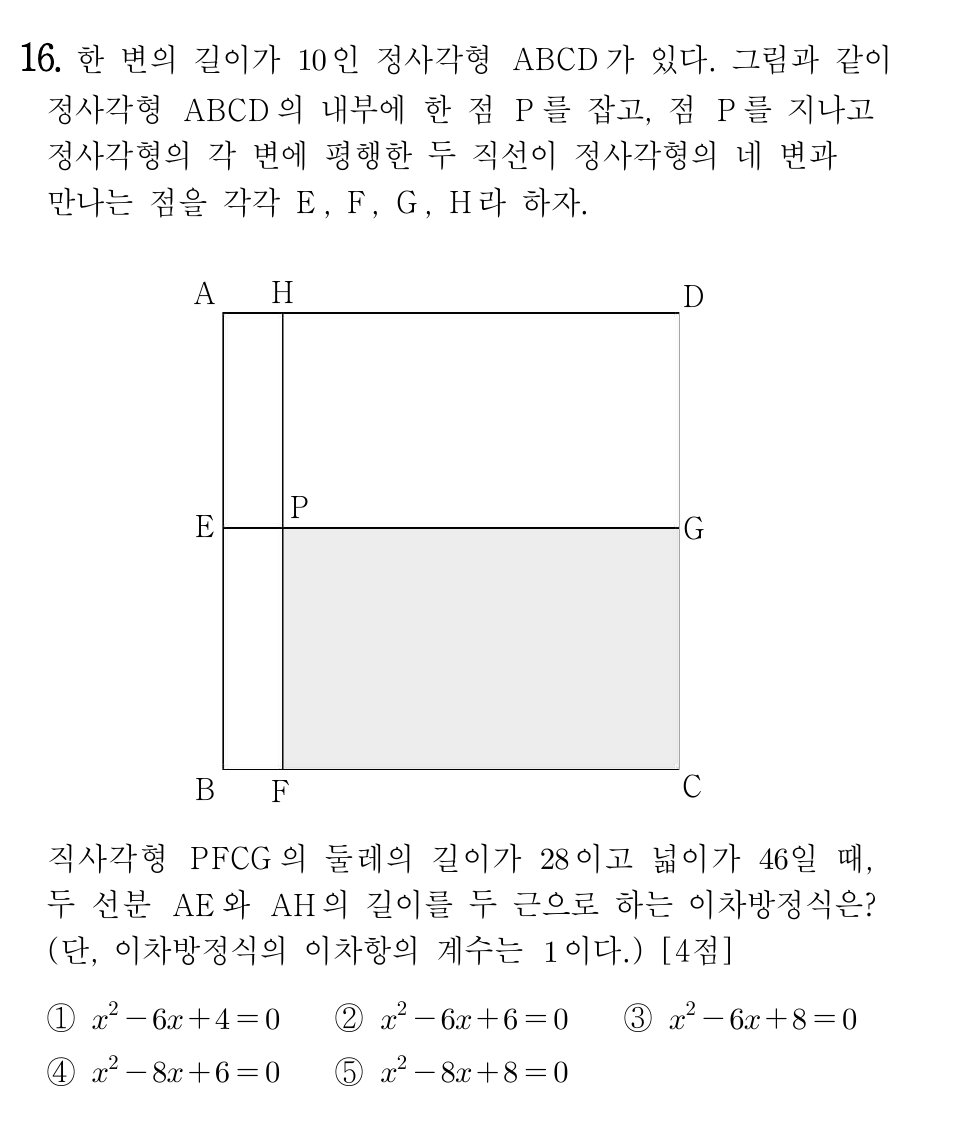 16. 한 변의 길이가 10인 정사각형 ABCD가 있다. 그림과 같이
정사각형 ABCD의 내부에 한 점 P를 잡고, 점 P를 지나고
정사각형의 각 변에 평행한 두 직선이 정사각형의 네 변과
만나는 점을 각각 E, F, G, H라 하자.
A H D
P
E G
B F C
직사각형 PFCG의 둘레의 길이가 28이고 넓이가 46일 때,
두 선분 AE와 AH의 길이를 두 근으로 하는 이차방정식은?
(단, 이차방정식의 이차항의 계수는 1이다.) [4점]
① x²-6x+4=0 ② x²-6x+6=0 ③ x²-6x+8=0
④ x²-8x+6=0 ⑤ x²-8x+8=0